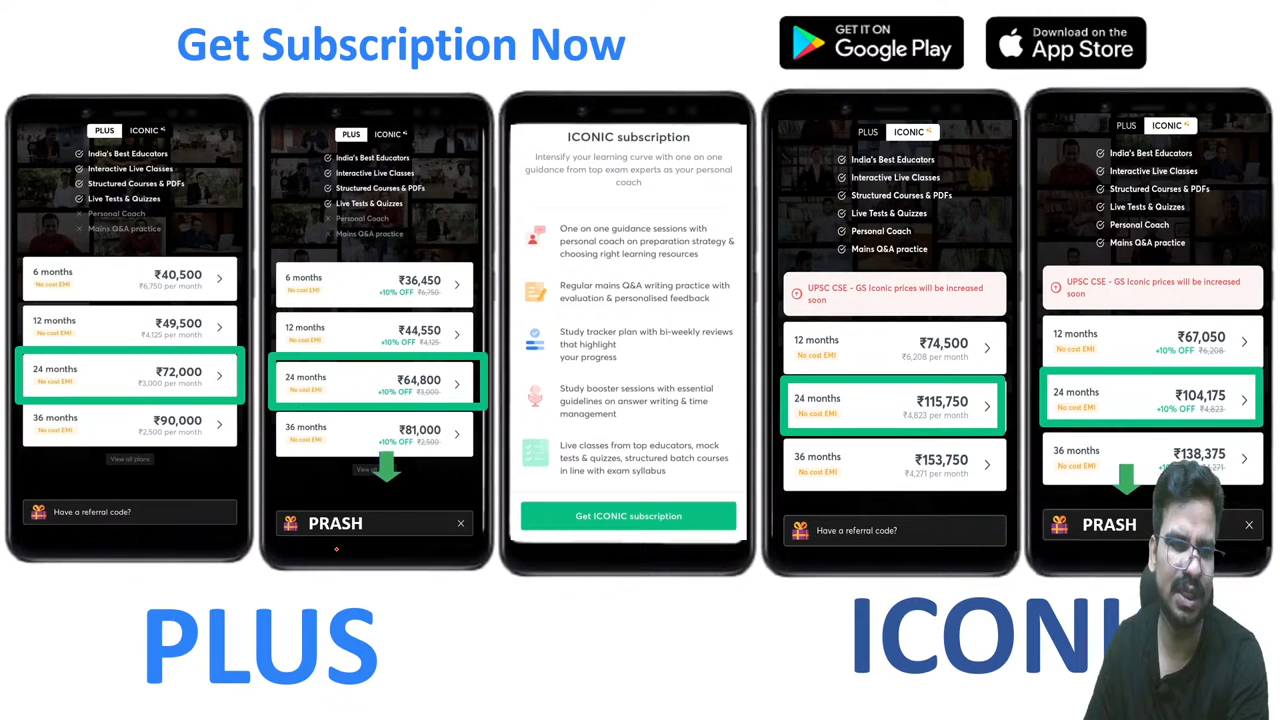 Get Subscription Now
GET IT ON
Google Play
Download on the
App Store
PLUS ICONIC
India's Best Educators
Interactive Live Classes
Structured Courses & PDFs
Live Tests & Quizzes
Personal Coach
Mains Q&A practice
6 months ₹40,500
No cost EMI ₹6,750 per month
12 months ₹49,500
No cost EMI ₹4,125 per month
24 months ₹72,000
No cost EMI ₹3,000 per month
36 months ₹90,000
No cost EMI ₹2,500 per month
View all plans
Have a referral code?
PLUS ICONIC
India's Best Educators
Interactive Live Classes
Structured Courses & PDFs
Live Tests & Quizzes
Personal Coach
Mains Q&A practice
6 months ₹36,450
No cost EMI +10% OFF ₹6,750
12 months ₹44,550
No cost EMI +10% OFF ₹4,125
24 months ₹64,800
No cost EMI +10% OFF ₹3,000
36 months ₹81,000
No cost EMI +10% OFF ₹2,500
View all
PRASH
ICONIC subscription
Intensify your learning curve with one on one
guidance from top exam experts as your personal
coach
One on one guidance sessions with
personal coach on preparation strategy &
choosing right learning resources
Regular mains Q&A writing practice with
evaluation & personalised feedback
Study tracker plan with bi-weekly reviews
that highlight
your progress
Study booster sessions with essential
guidelines on answer writing & time
management
Live classes from top educators, mock
tests & quizzes, structured batch courses
in line with exam syllabus
Get ICONIC subscription
PLUS ICONIC
India's Best Educators
Interactive Live Classes
Structured Courses & PDFs
Live Tests & Quizzes
Personal Coach
Mains Q&A practice
UPSC CSE - GS Iconic prices will be increased
soon
12 months ₹74,500
No cost EMI ₹6,208 per month
24 months ₹115,750
No cost EMI ₹4,823 per month
36 months ₹153,750
No cost EMI ₹4,271 per month
Have a referral code?
PLUS ICONIC
India's Best Educators
Interactive Live Classes
Structured Courses & PDFs
Live Tests & Quizzes
Personal Coach
Mains Q&A practice
UPSC CSE - GS Iconic prices will be increased
soon
12 months ₹67,050
No cost EMI +10% OFF ₹6,208
24 months ₹104,175
No cost EMI +10% OFF ₹4,823
36 months ₹138,375
No cost EMI ₹4,271
PRASH
PLUS
ICONI